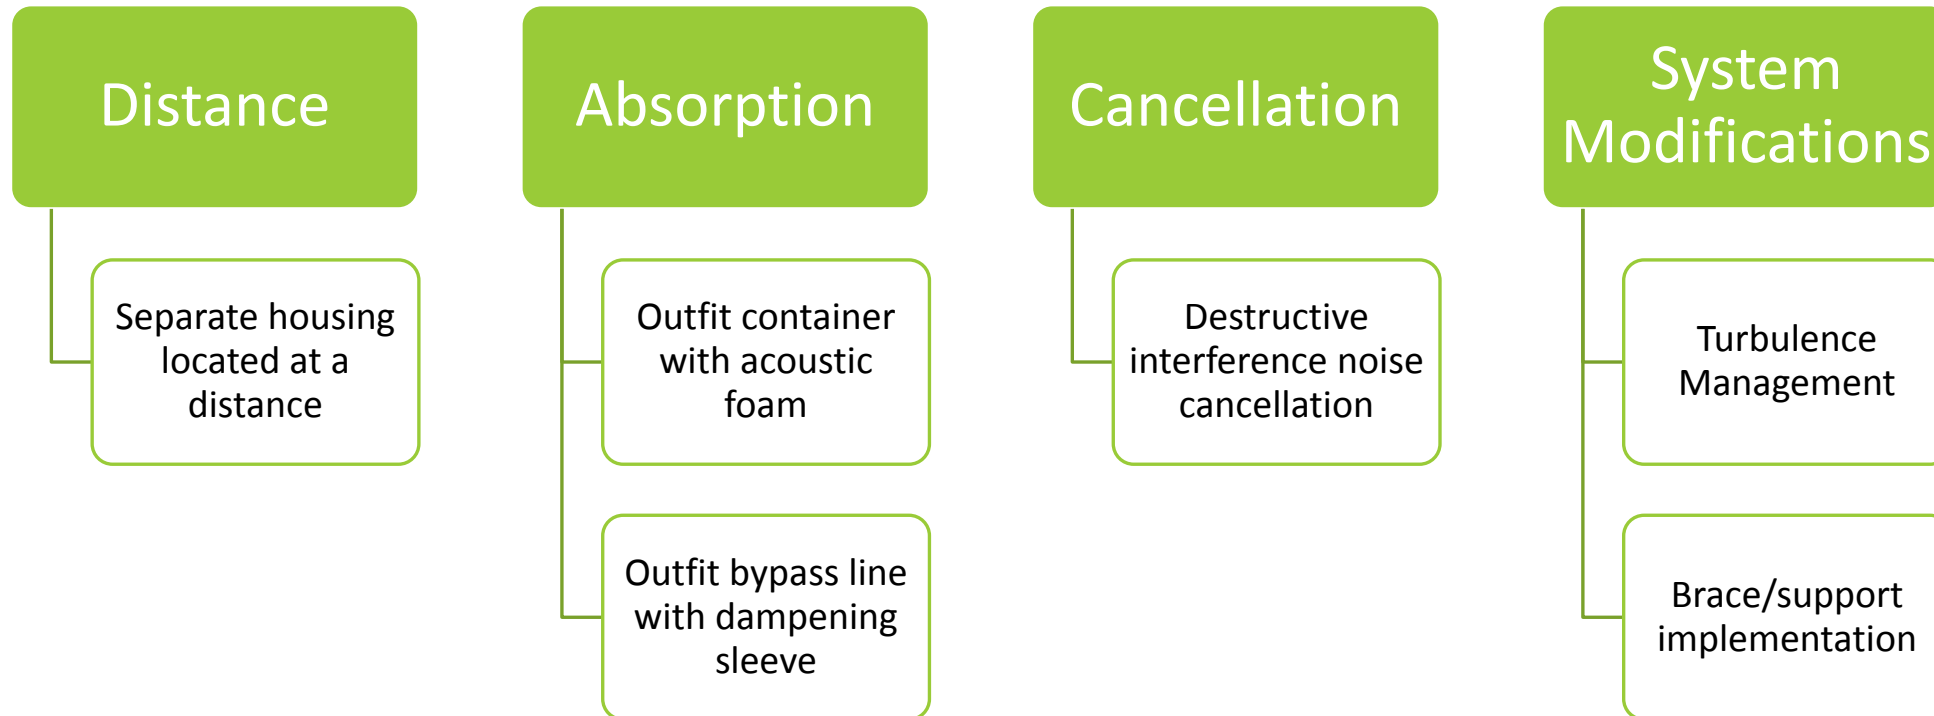 Distance
Separate housing
located at a
distance
Absorption
Outfit container
with acoustic
foam
Outfit bypass line
with dampening
sleeve
Cancellation
Destructive
interference noise
cancellation
System
Modifications
Turbulence
Management
Brace/support
implementation